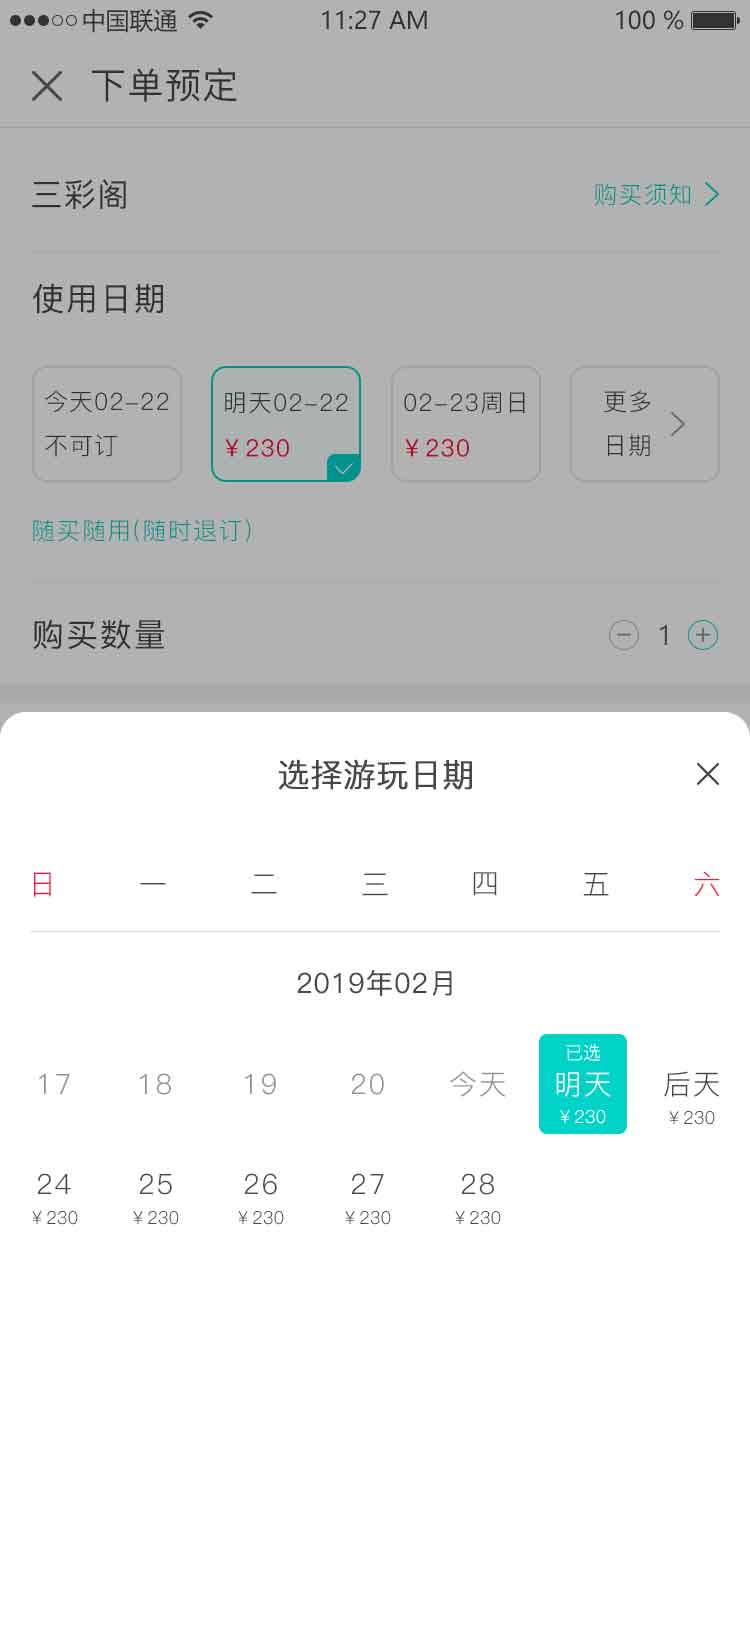 中国联通 11:27 AM 100 %
下单预定
三彩阁 购买须知
使用日期
今天02-22 明天02-22 02-23周日 更多
不可订 ¥230 ¥230 日期
随买随用(随时退订)
购买数量 1
选择游玩日期
日 一 二 三 四 五 六
2019年02月
已选
17 18 19 20 今天 明天 后天
¥230 ¥230
24 25 26 27 28
¥230 ¥230 ¥230 ¥230 ¥230